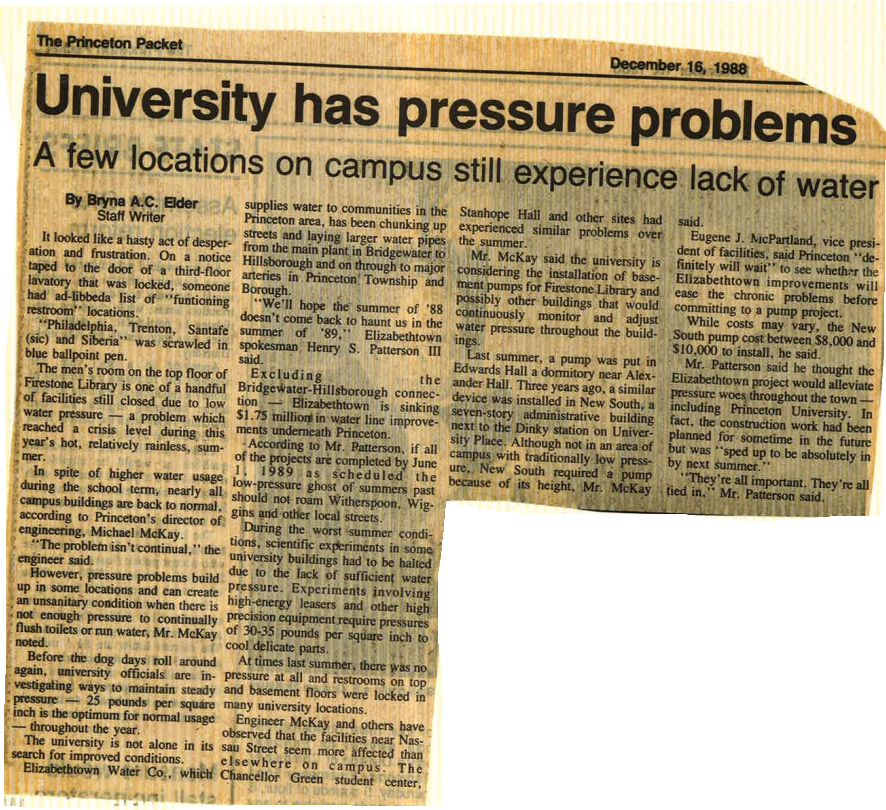 The Princeton Packet
December 16, 1988
University has pressure problems
A few locations on campus still experience lack of water
By Bryna A.C. Elder
Staff Writer
It looked like a hasty act of desper-
ation and frustration. On a notice
taped to the door of a third-floor
lavatory that was locked, someone
had ad-libbeda list of "funtioning
restroom" locations.
"Philadelphia, Trenton, Santafe
(sic) and Siberia" was scrawled in
blue ballpoint pen.
The men's room on the top floor of
Firestone Library is one of a handful
of facilities still closed due to low
water pressure — a problem which
reached a crisis level during this
year's hot, relatively rainless, sum-
mer.
In spite of higher water usage
during the school term, nearly all
campus buildings are back to normal,
according to Princeton's director of
engineering, Michael McKay.
"The problem isn't continual," the
engineer said.
However, pressure problems build
up in some locations and can create
an unsanitary condition when there is
not enough pressure to continually
flush toilets or run water, Mr. McKay
noted.
Before the dog days roll around
again, university officials are in-
vestigating ways to maintain steady
pressure — 25 pounds per square
inch is the optimum for normal usage
— throughout the year.
The university is not alone in its
search for improved conditions.
Elizabethtown Water Co., which
supplies water to communities in the
Princeton area, has been chunking up
streets and laying larger water pipes
from the main plant in Bridgewater to
Hillsborough and on through to major
arteries in Princeton Township and
Borough.
"We'll hope the summer of '88
doesn't come back to haunt us in the
summer of '89," Elizabethtown
spokesman Henry S. Patterson III
said.
Excluding the
Bridgewater-Hillsborough connec-
tion — Elizabethtown is sinking
$1.75 million in water line improve-
ments underneath Princeton.
According to Mr. Patterson, if all
of the projects are completed by June
1, 1989 as scheduled the
low-pressure ghost of summers past
should not roam Witherspoon, Wig-
gins and other local streets.
During the worst summer condi-
tions, scientific experiments in some
university buildings had to be halted
due to the lack of sufficient water
pressure. Experiments involving
high-energy leasers and other high
precision equipment require pressures
of 30-35 pounds per square inch to
cool delicate parts.
At times last summer, there was no
pressure at all and restrooms on top
and basement floors were locked in
many university locations.
Engineer McKay and others have
observed that the facilities near Nas-
sau Street seem more affected than
elsewhere on campus. The
Chancellor Green student center,
Stanhope Hall and other sites had
experienced similar problems over
the summer.
Mr. McKay said the university is
considering the installation of base-
ment pumps for Firestone Library and
possibly other buildings that would
continuously monitor and adjust
water pressure throughout the build-
ings.
Last summer, a pump was put in
Edwards Hall a dormitory near Alex-
ander Hall. Three years ago, a similar
device was installed in New South, a
seven-story administrative building
next to the Dinky station on Univer-
sity Place. Although not in an area of
campus with traditionally low press-
ure, New South required a pump
because of its height, Mr. McKay
said.
Eugene J. McPartland, vice presi-
dent of facilities, said Princeton "de-
finitely will wait" to see whether the
Elizabethtown improvements will
ease the chronic problems before
committing to a pump project.
While costs may vary, the New
South pump cost between $8,000 and
$10,000 to install, he said.
Mr. Patterson said he thought the
Elizabethtown project would alleviate
pressure woes throughout the town —
including Princeton University. In
fact, the construction work had been
planned for sometime in the future
but was "sped up to be absolutely in
by next summer."
"They're all important. They're all
tied in," Mr. Patterson said.